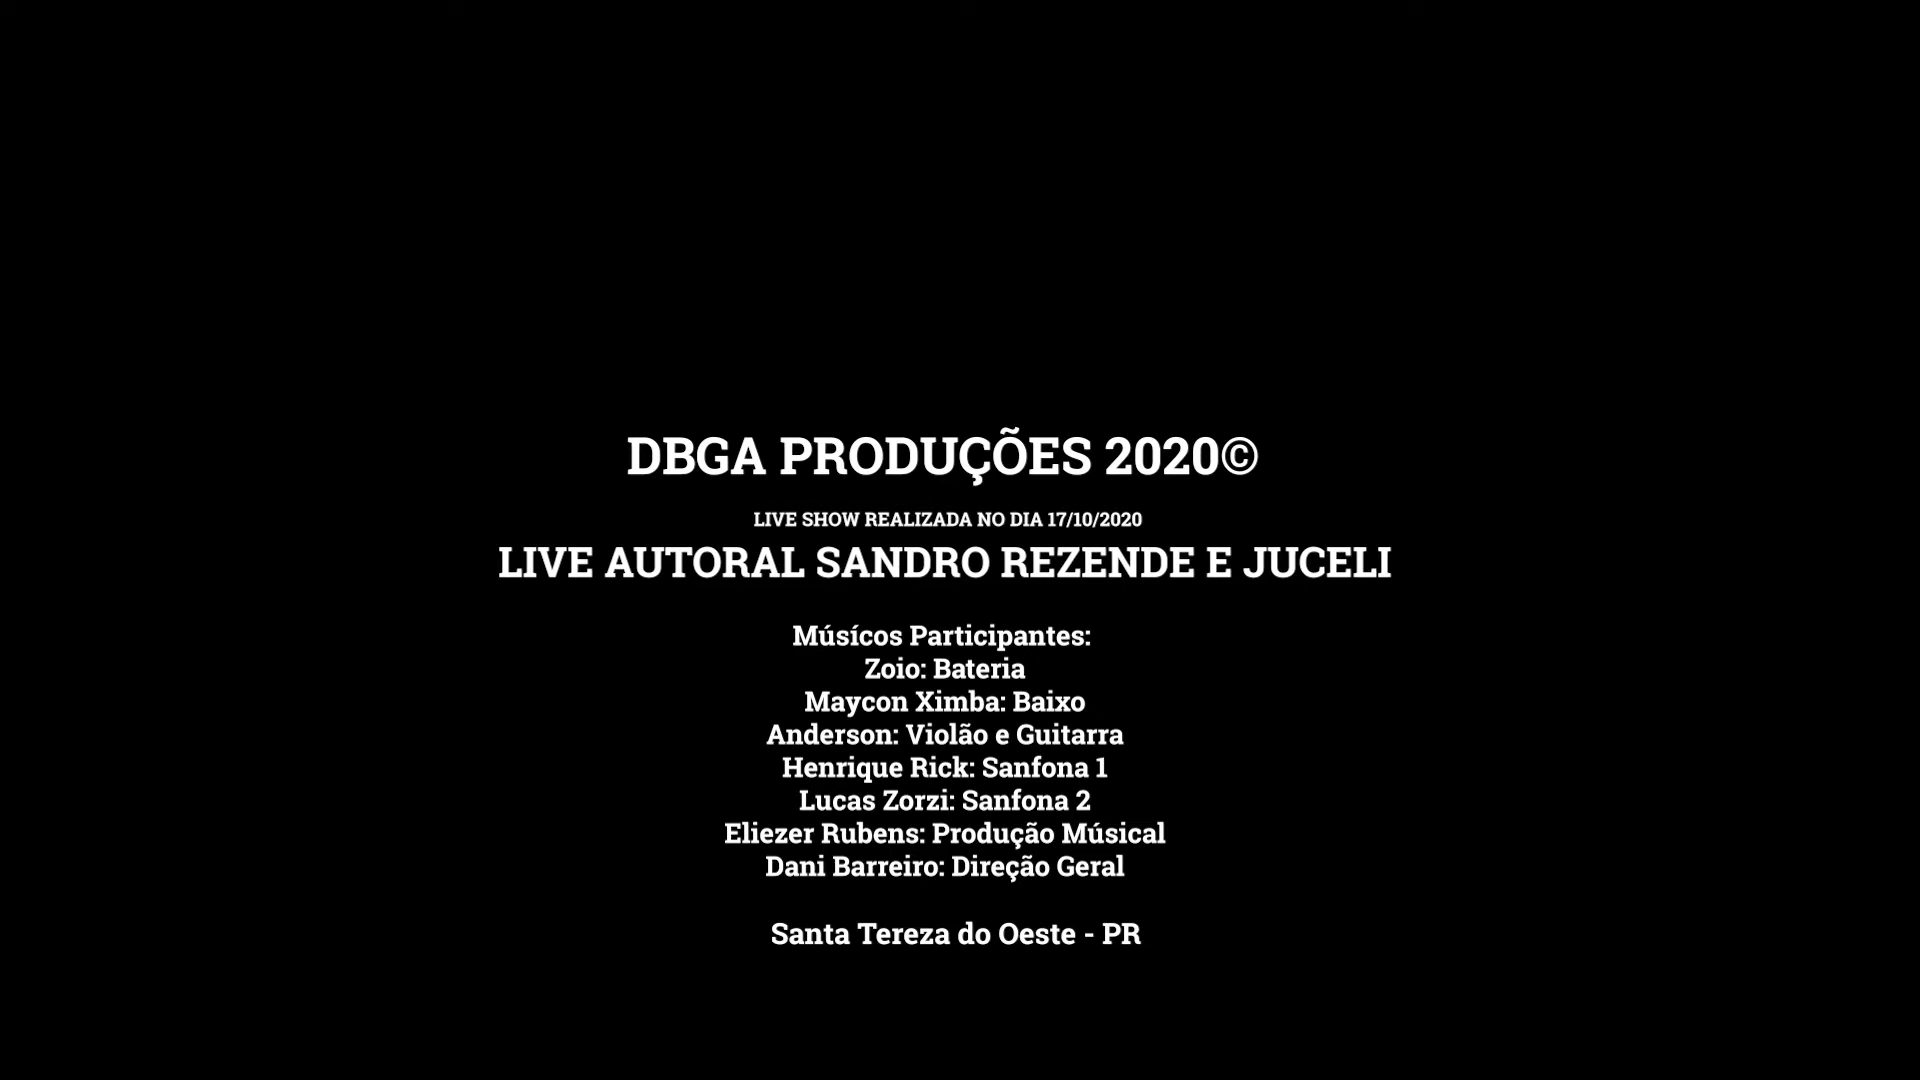 DBGA PRODUÇÕES 2020©
LIVE SHOW REALIZADA NO DIA 17/10/2020
LIVE AUTORAL SANDRO REZENDE E JUCELI
Músícos Participantes:
Zoio: Bateria
Maycon Ximba: Baixo
Anderson: Violão e Guitarra
Henrique Rick: Sanfona 1
Lucas Zorzi: Sanfona 2
Eliezer Rubens: Produção Músical
Dani Barreiro: Direção Geral
Santa Tereza do Oeste - PR